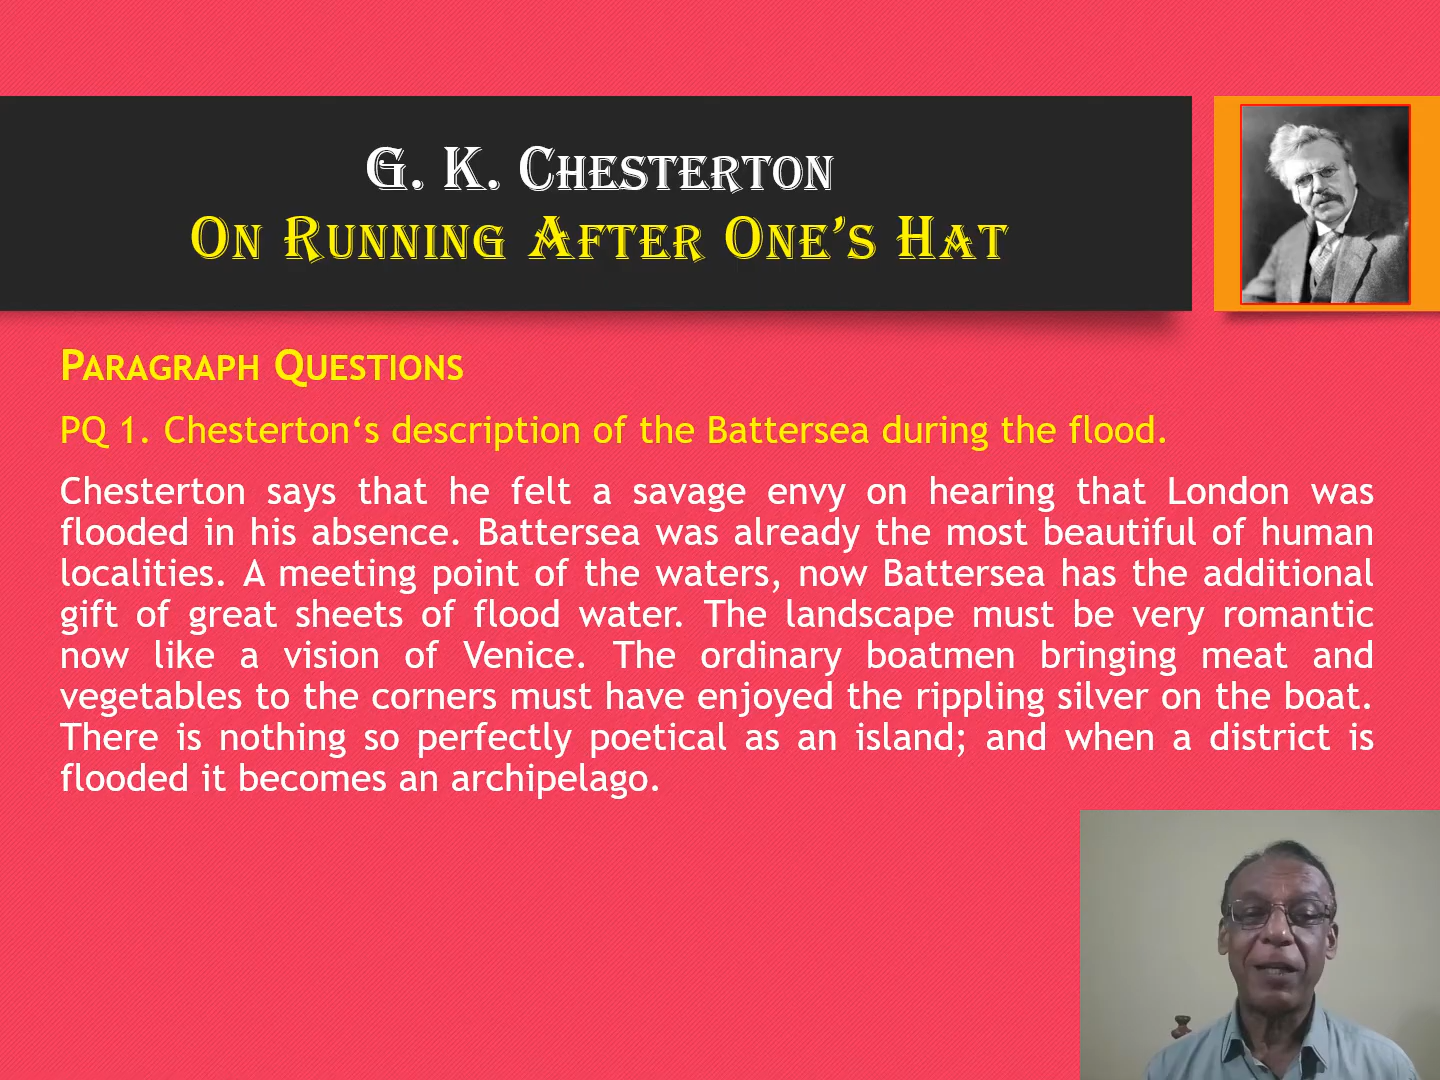 G. K. Chesterton
On Running After One’s Hat
Paragraph Questions
PQ 1. Chesterton‘s description of the Battersea during the flood.
Chesterton says that he felt a savage envy on hearing that London was
flooded in his absence. Battersea was already the most beautiful of human
localities. A meeting point of the waters, now Battersea has the additional
gift of great sheets of flood water. The landscape must be very romantic
now like a vision of Venice. The ordinary boatmen bringing meat and
vegetables to the corners must have enjoyed the rippling silver on the boat.
There is nothing so perfectly poetical as an island; and when a district is
flooded it becomes an archipelago.